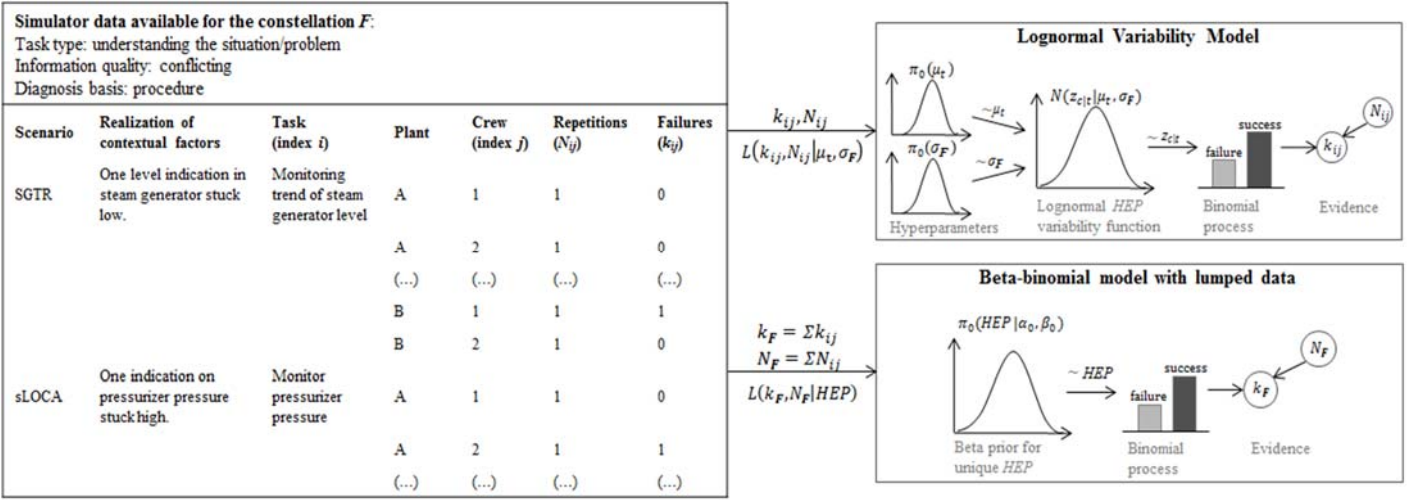 Simulator data available for the constellation F:
Task type: understanding the situation/problem
Information quality: conflicting
Diagnosis basis: procedure
Scenario
Realization of
contextual factors
Task
(index i)
Plant
Crew
(index j)
Repetitions
(Nij)
Failures
(kij)
SGTR
One level indication in
steam generator stuck
low.
Monitoring
trend of steam
generator level
A 1 1 0
A 2 1 0
(...) (...) (...) (...)
B 1 1 1
B 2 1 0
sLOCA
One indication on
pressurizer pressure
stuck high.
Monitor
pressurizer
pressure
A 1 1 0
A 2 1 1
(...) (...) (...) (...)
kij, Nij
L(kij, Nij|μt, σF)
kF = Σkij
NF = ΣNij
L(kF, NF|HEP)
Lognormal Variability Model
π0(μt)
~μt
π0(σF)
~σF
Hyperparameters
N(zc|t|μt, σF)
~ zc|t
Lognormal HEP
variability function
failure
success
Binomial
process
kij
Nij
Evidence
Beta-binomial model with lumped data
π0(HEP|α0, β0)
~ HEP
Beta prior for
unique HEP
failure
success
Binomial
process
kF
NF
Evidence